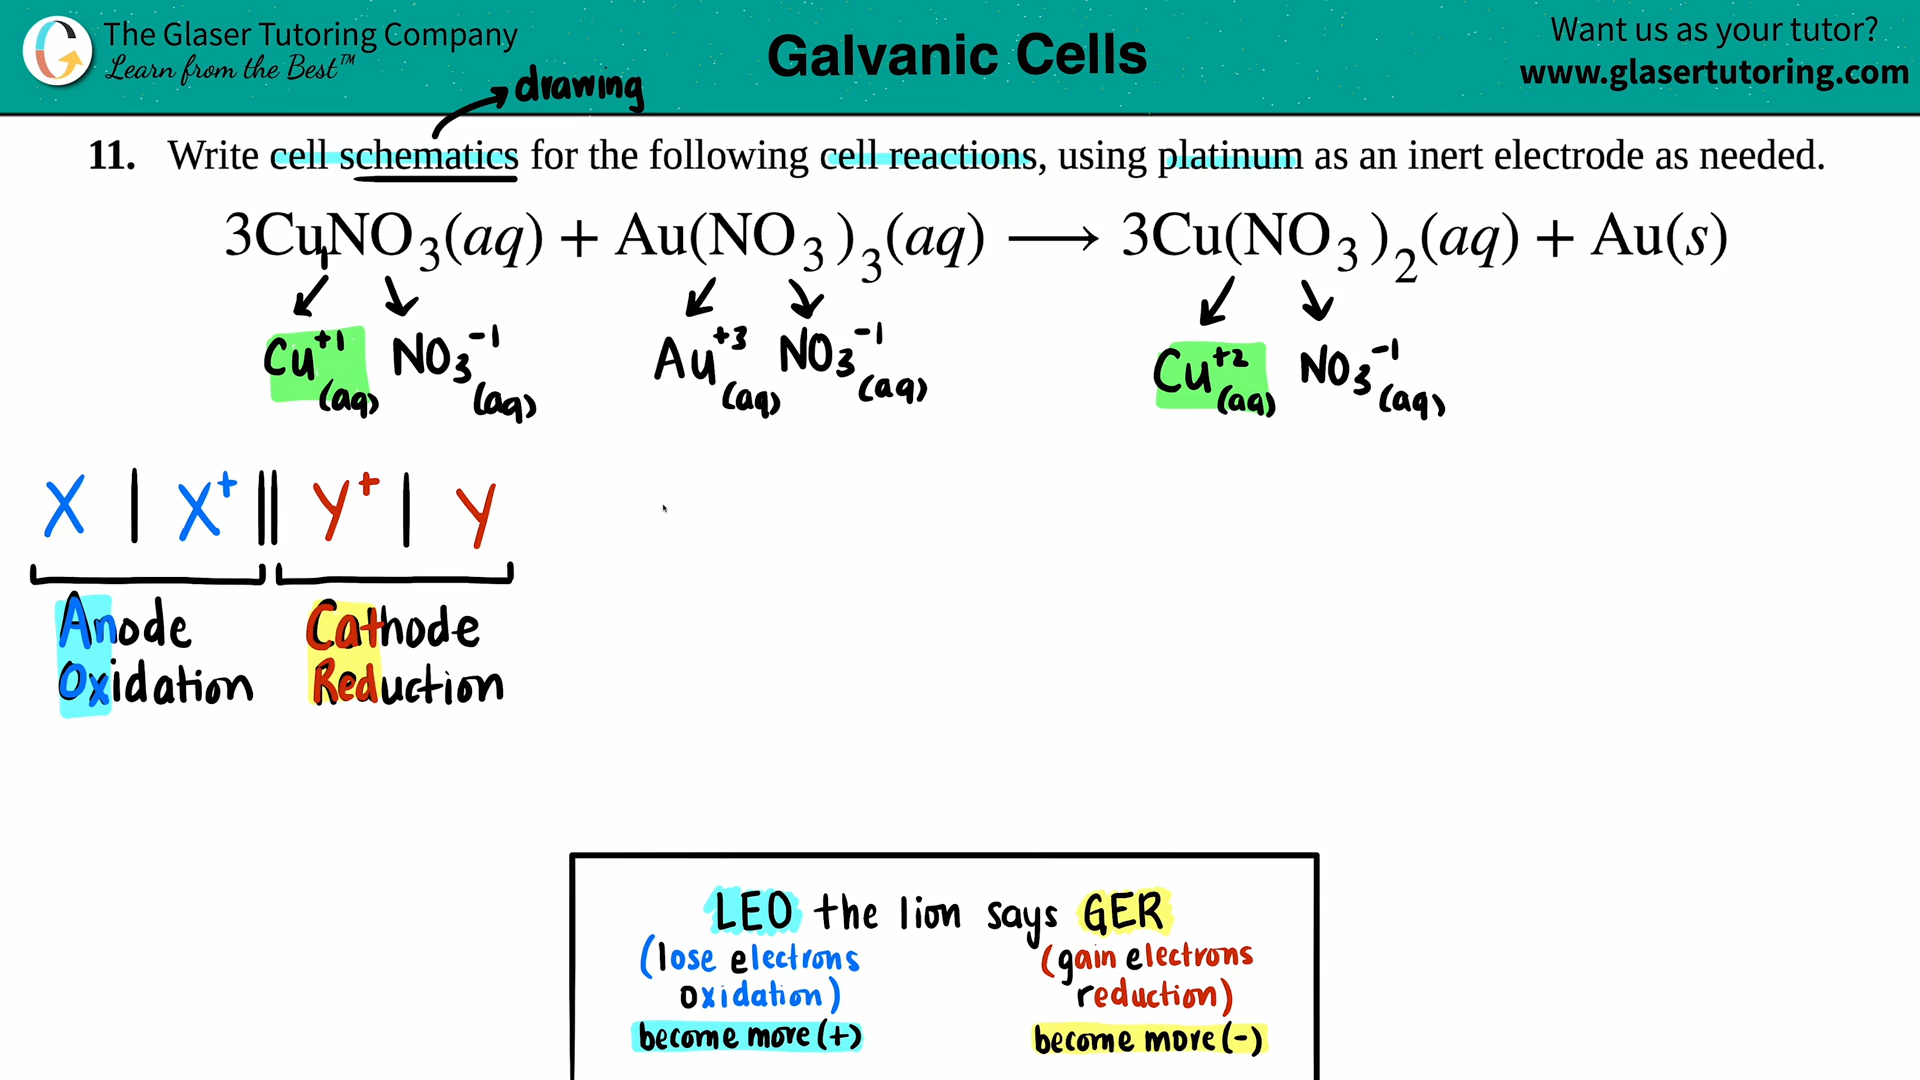 The Glaser Tutoring Company
Learn from the Best™
Galvanic Cells
Want us as your tutor?
www.glasertutoring.com
drawing
11. Write cell schematics for the following cell reactions, using platinum as an inert electrode as needed.
3CuNO₃(aq) + Au(NO₃)₃(aq) ⟶ 3Cu(NO₃)₂(aq) + Au(s)
1
Cu⁺¹(aq) NO₃⁻¹(aq) Au⁺³(aq) NO₃⁻¹(aq) Cu⁺²(aq) NO₃⁻¹(aq)
X | X⁺ || Y⁺ | Y
Anode Cathode
Oxidation Reduction
LEO the lion says GER
(lose electrons (gain electrons
oxidation) reduction)
become more (+) become more (-)